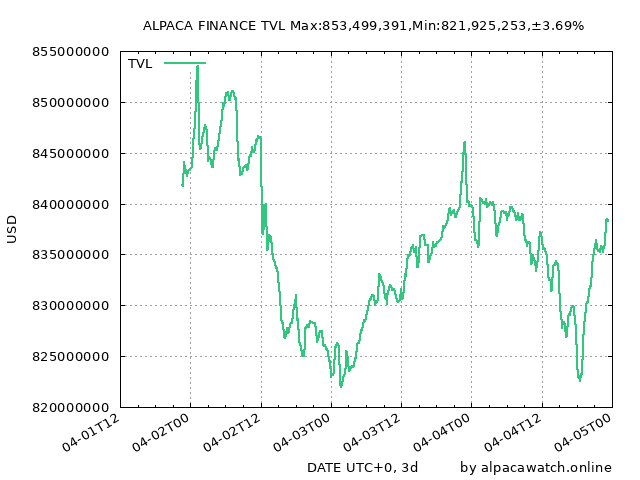 ALPACA FINANCE TVL Max:853,499,391,Min:821,925,253,±3.69%
TVL
855000000
850000000
845000000
840000000
835000000
830000000
825000000
820000000
USD
04-01T12
04-02T00
04-02T12
04-03T00
04-03T12
04-04T00
04-04T12
04-05T00
DATE UTC+0, 3d
by alpacawatch.online